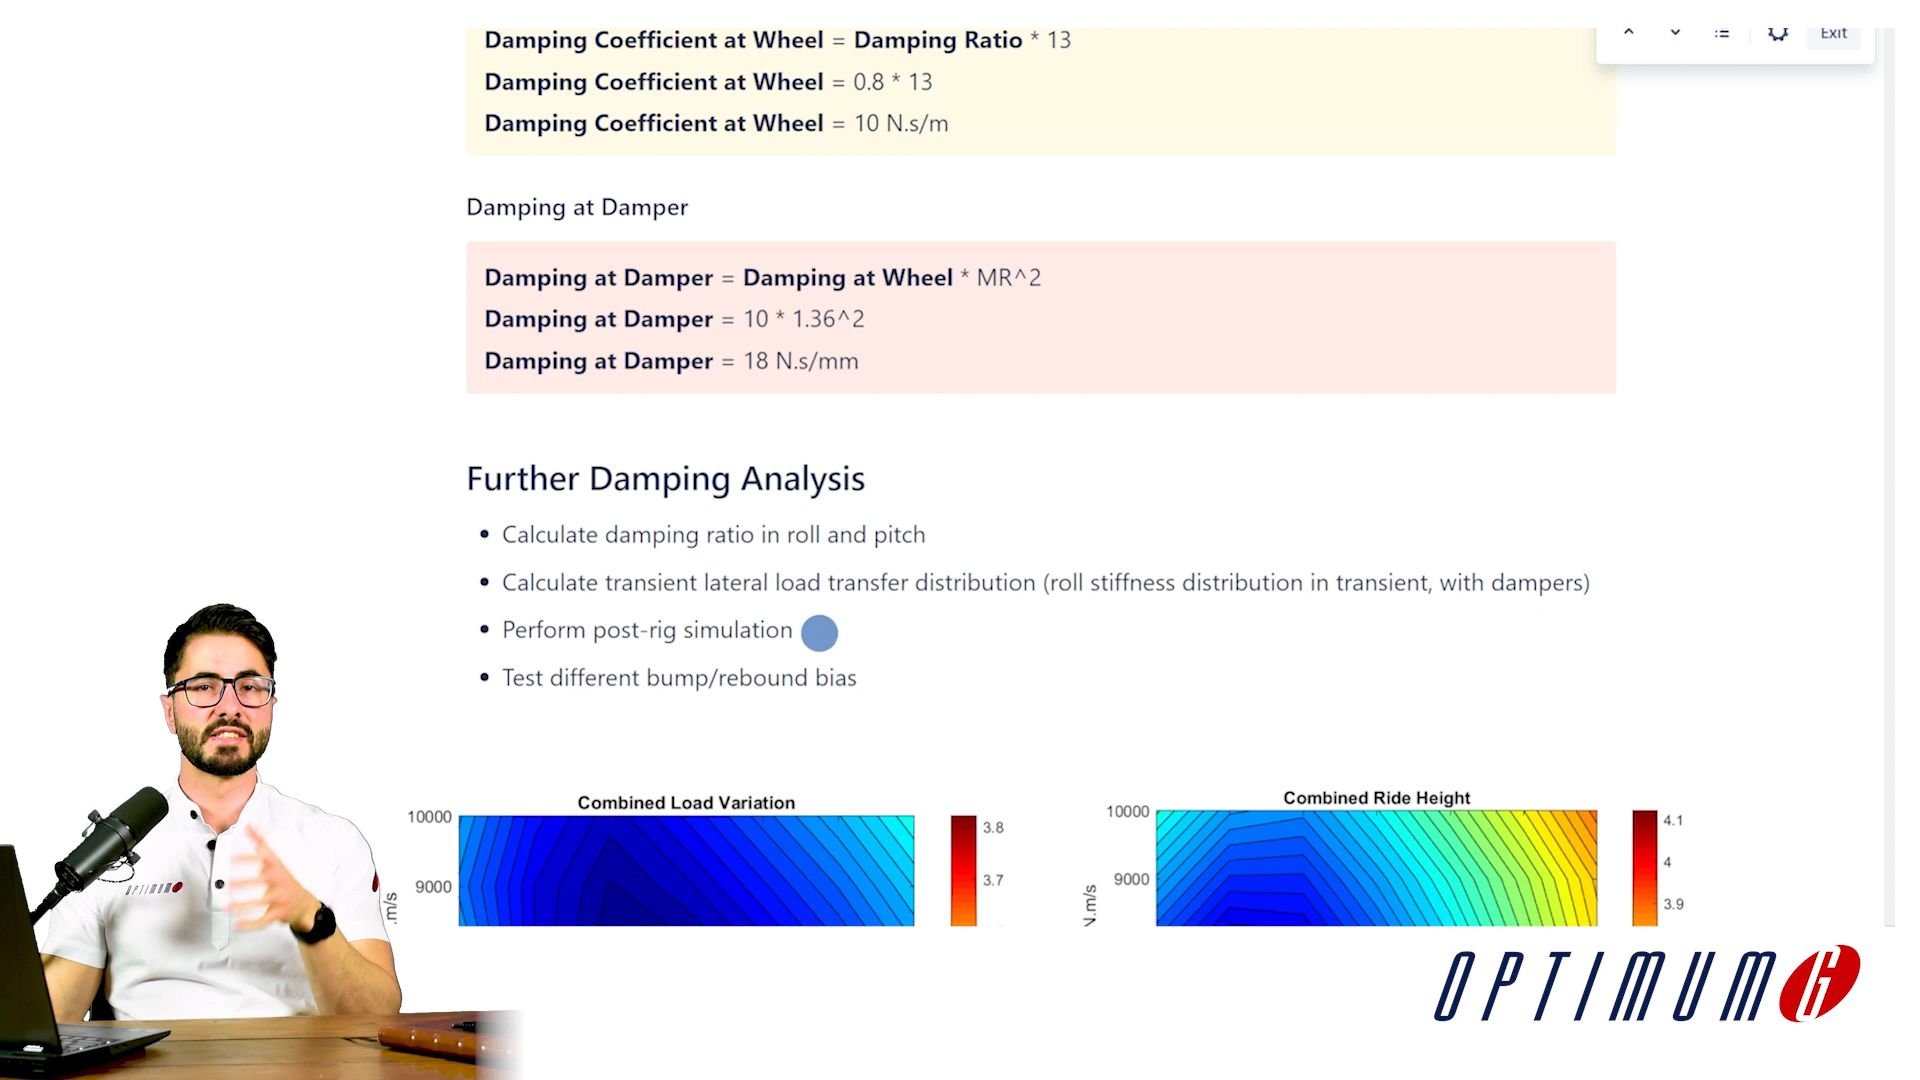 Damping Coefficient at Wheel = Damping Ratio * 13
Exit
Damping Coefficient at Wheel = 0.8 * 13
Damping Coefficient at Wheel = 10 N.s/m
Damping at Damper
Damping at Damper = Damping at Wheel * MR^2
Damping at Damper = 10 * 1.36^2
Damping at Damper = 18 N.s/mm
Further Damping Analysis
• Calculate damping ratio in roll and pitch
• Calculate transient lateral load transfer distribution (roll stiffness distribution in transient, with dampers)
• Perform post-rig simulation
• Test different bump/rebound bias
Combined Load Variation
10000
9000
.m/s
3.8
3.7
Combined Ride Height
10000
9000
N.m/s
4.1
4
3.9
OPTIMUM
OPTIMUM G